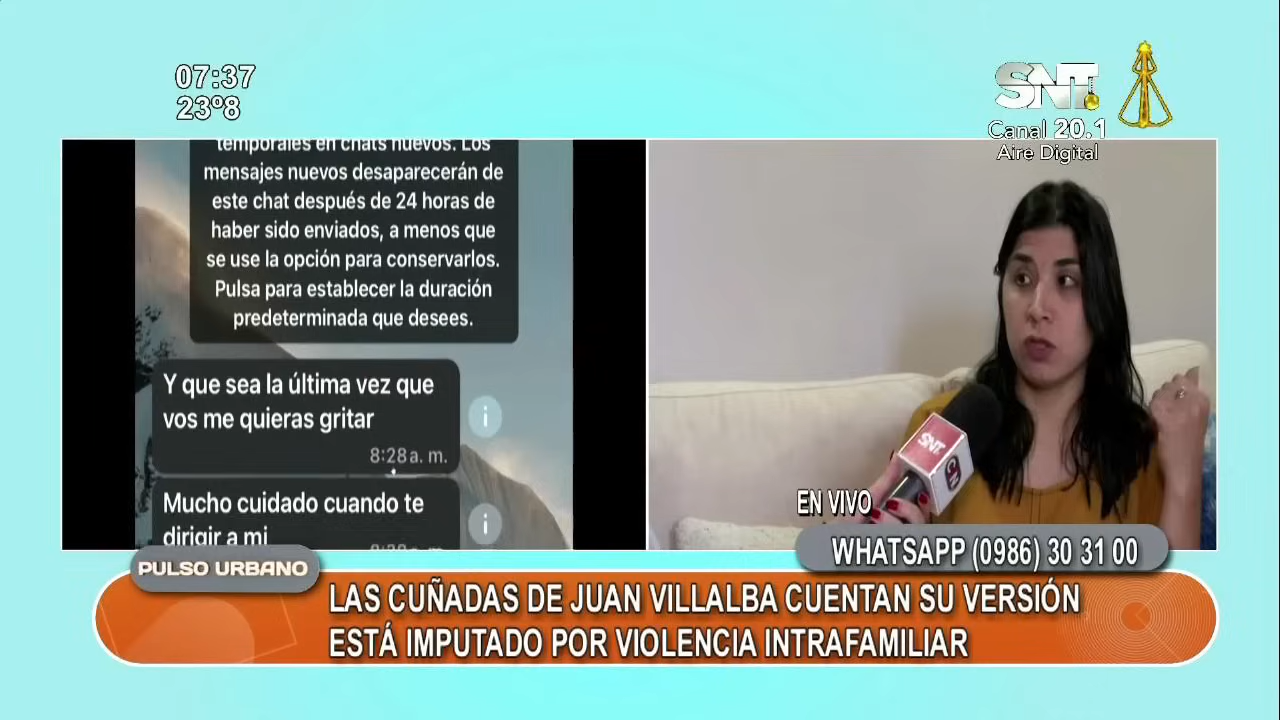 07:37
23º8
SNT
Canal 20.1
Aire Digital
temporales en chats nuevos. Los
mensajes nuevos desaparecerán de
este chat después de 24 horas de
haber sido enviados, a menos que
se use la opción para conservarlos.
Pulsa para establecer la duración
predeterminada que desees.
Y que sea la última vez que
vos me quieras gritar
8:28 a. m.
Mucho cuidado cuando te
dirigir a mi
SNT
EN VIVO
WHATSAPP (0986) 30 31 00
PULSO URBANO
LAS CUÑADAS DE JUAN VILLALBA CUENTAN SU VERSIÓN
ESTÁ IMPUTADO POR VIOLENCIA INTRAFAMILIAR